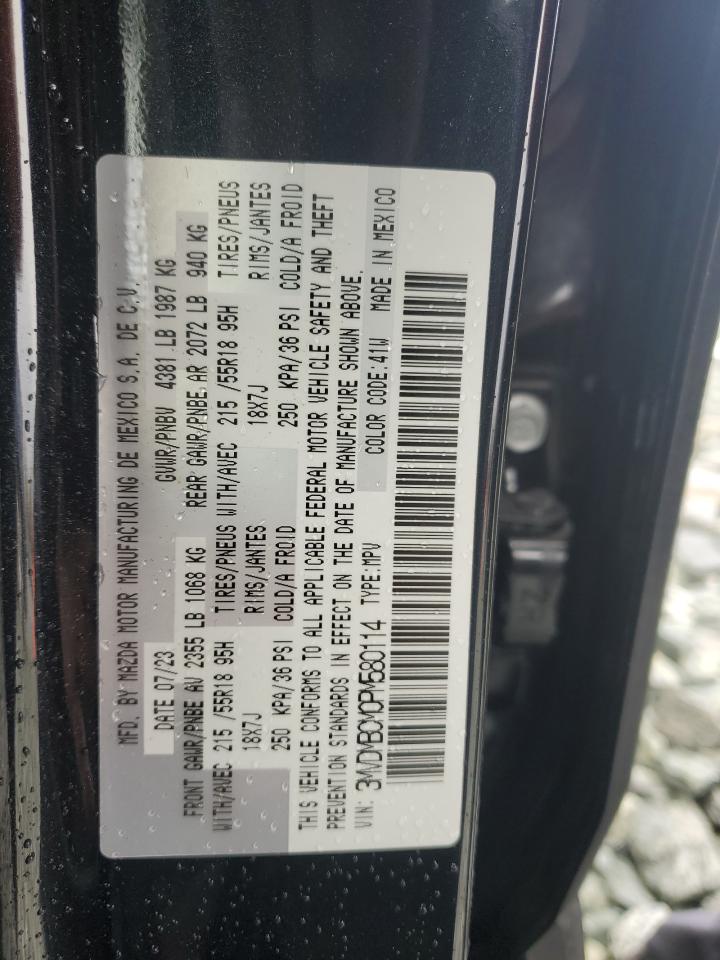 MFD. BY MAZDA MOTOR MANUFACTURING DE MEXICO S.A. DE C.V.
DATE 07/23 GVWR/PNBV 4381 LB 1987 KG
FRONT GAWR/PNBE AV 2355 LB 1068 KG REAR GAWR/PNBE AR 2072 LB 940 KG
WITH/AVEC 215 /55R18 95H TIRES/PNEUS WITH/AVEC 215 /55R18 95H TIRES/PNEUS
18X7J RIMS/JANTES 18X7J RIMS/JANTES
250 KPA/36 PSI COLD/A FROID 250 KPA/36 PSI COLD/A FROID
THIS VEHICLE CONFORMS TO ALL APPLICABLE FEDERAL MOTOR VEHICLE SAFETY AND THEFT
PREVENTION STANDARDS IN EFFECT ON THE DATE OF MANUFACTURE SHOWN ABOVE.
VIN: 3MVDMBCM0PM580114 TYPE:MPV COLOR CODE:41W MADE IN MEXICO